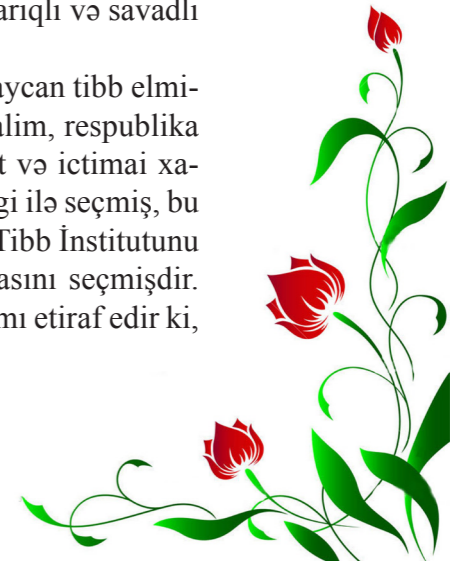 arıqlı və savadlı
aycan tibb elmi-
alim, respublika
t və ictimai xa-
gi ilə seçmiş, bu
Tibb İnstitutunu
asını seçmişdir.
mı etiraf edir ki,